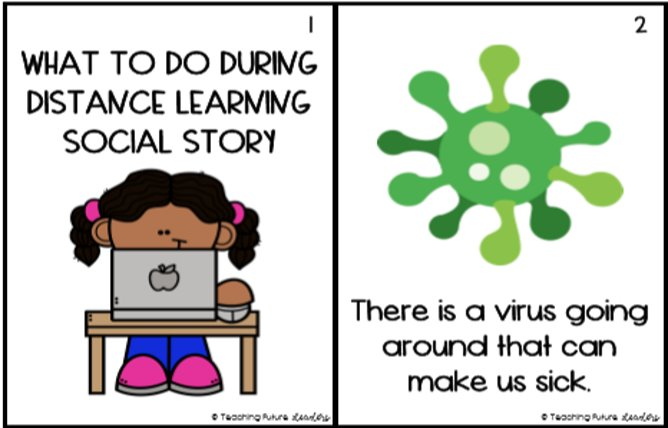 1
WHAT TO DO DURING
DISTANCE LEARNING
SOCIAL STORY
© Teaching Future Leaders
2
There is a virus going
around that can
make us sick.
© Teaching Future Leaders